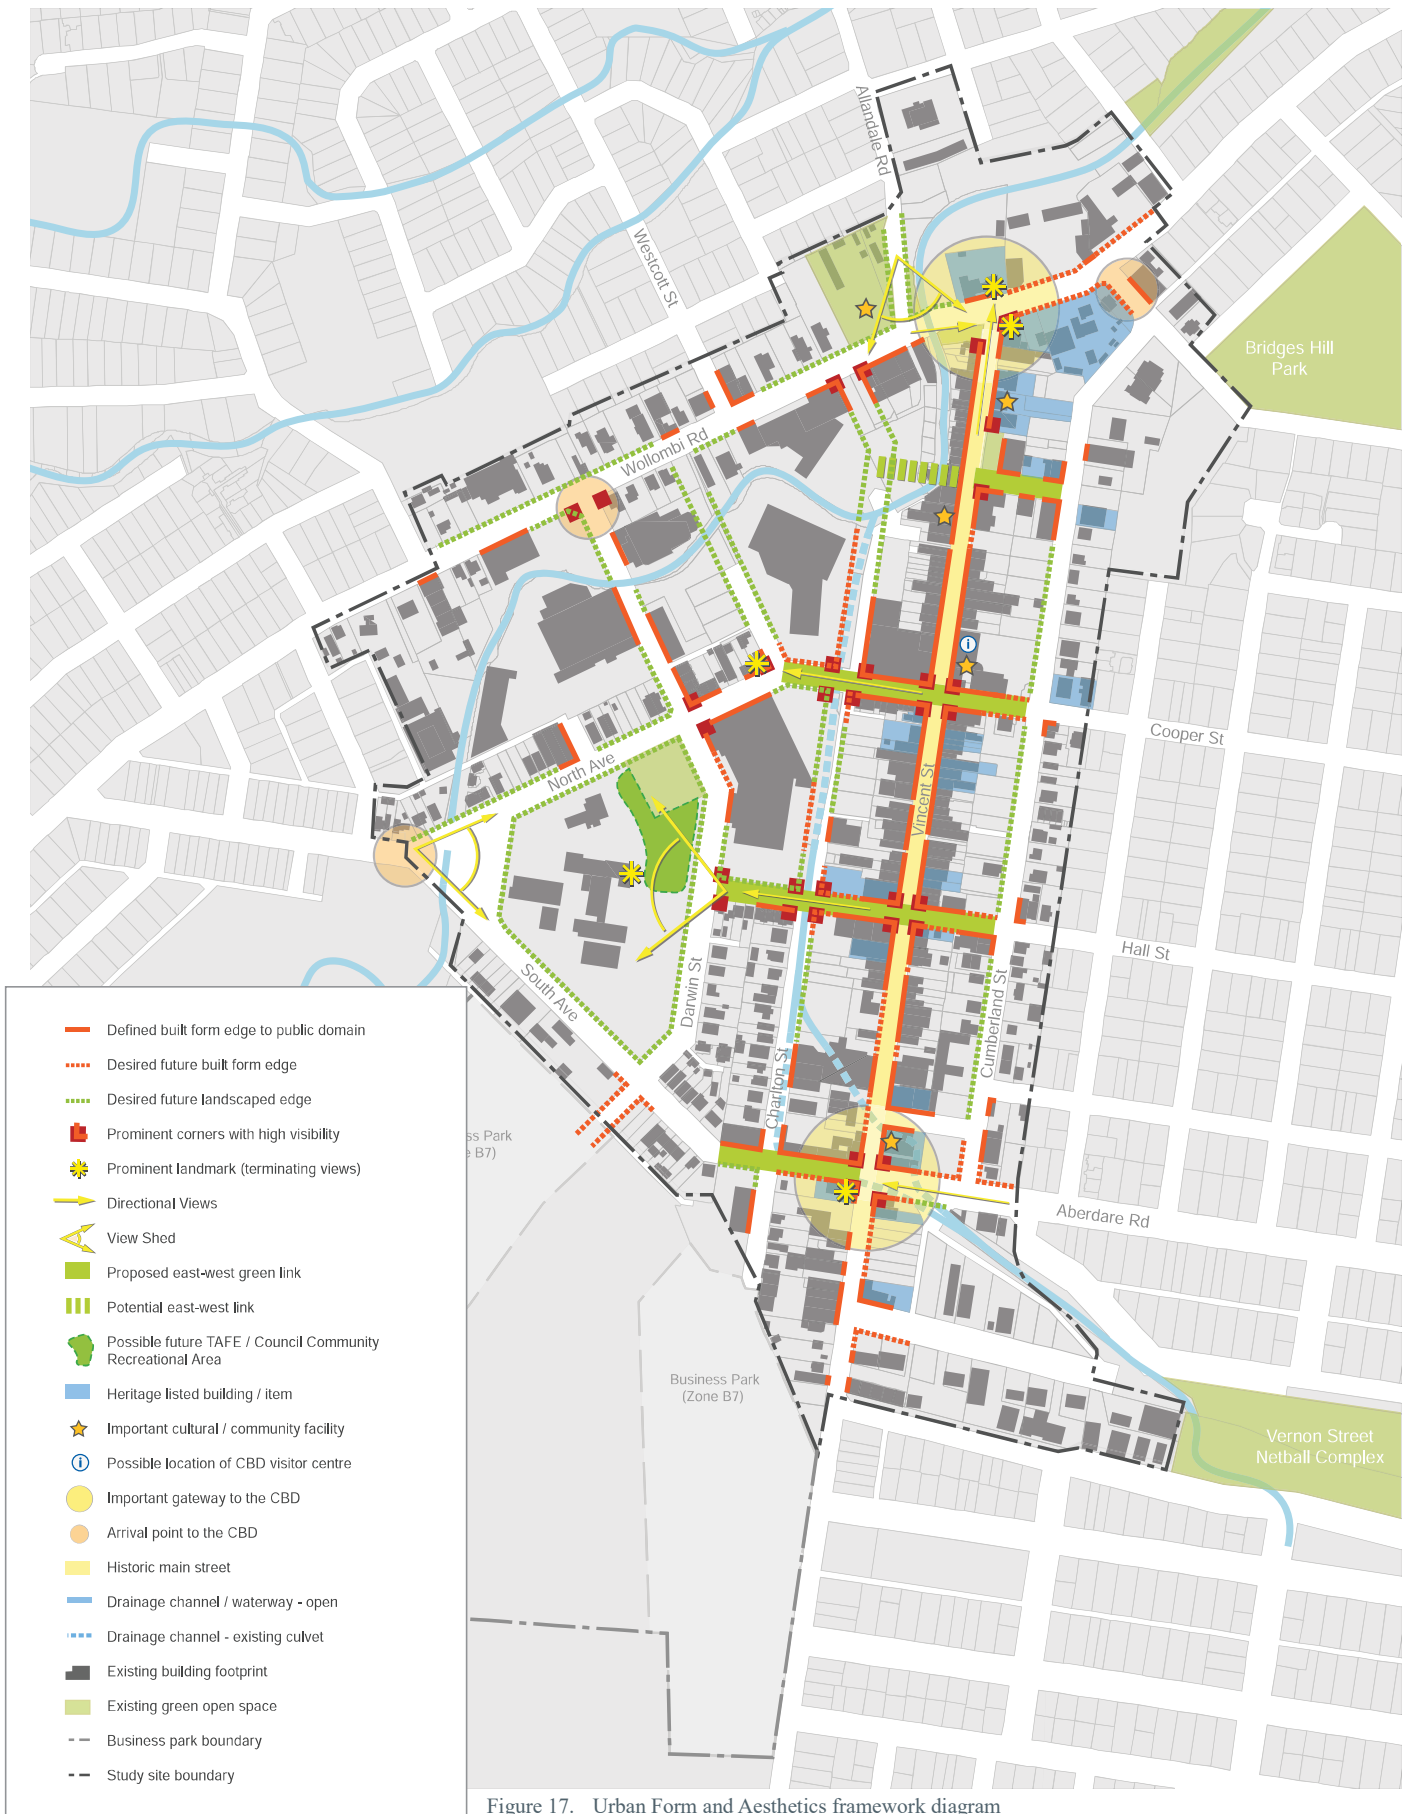 Allandale Rd
Westcott St
Bridges Hill
Park
Wollombi Rd
Cooper St
North Ave
Vincent St
Hall St
South Ave
Darwin St
Cumberland St
Charlton St
ss Park
e B7)
Aberdare Rd
Business Park
(Zone B7)
Vernon Street
Netball Complex
Defined built form edge to public domain
Desired future built form edge
Desired future landscaped edge
Prominent corners with high visibility
Prominent landmark (terminating views)
Directional Views
View Shed
Proposed east-west green link
Potential east-west link
Possible future TAFE / Council Community
Recreational Area
Heritage listed building / item
Important cultural / community facility
Possible location of CBD visitor centre
Important gateway to the CBD
Arrival point to the CBD
Historic main street
Drainage channel / waterway - open
Drainage channel - existing culvet
Existing building footprint
Existing green open space
Business park boundary
Study site boundary
Figure 17. Urban Form and Aesthetics framework diagram